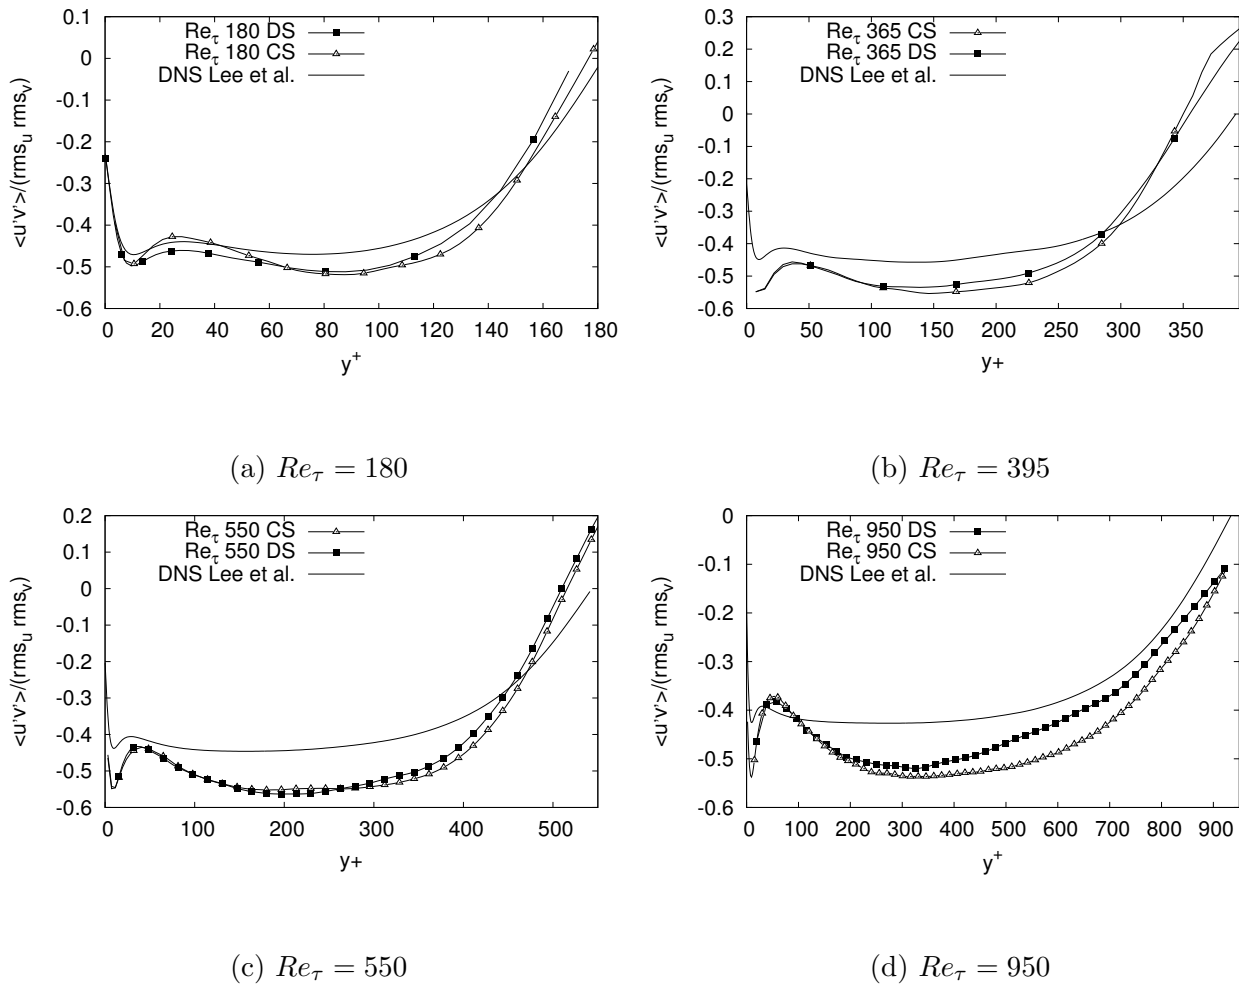 0.1
0
-0.1
-0.2
-0.3
-0.4
-0.5
-0.6
<u'v'>/(rms_u rms_v)
Re_τ 180 DS
Re_τ 180 CS
DNS Lee et al.
0 20 40 60 80 100 120 140 160 180
y^+
(a) Re_τ = 180
0.3
0.2
0.1
0
-0.1
-0.2
-0.3
-0.4
-0.5
-0.6
<u'v'>/(rms_u rms_v)
Re_τ 365 CS
Re_τ 365 DS
DNS Lee et al.
0 50 100 150 200 250 300 350
y+
(b) Re_τ = 395
0.2
0.1
0
-0.1
-0.2
-0.3
-0.4
-0.5
-0.6
<u'v'>/(rms_u rms_v)
Re_τ 550 CS
Re_τ 550 DS
DNS Lee et al.
0 100 200 300 400 500
y+
(c) Re_τ = 550
0
-0.1
-0.2
-0.3
-0.4
-0.5
-0.6
<u'v'>/(rms_u rms_v)
Re_τ 950 DS
Re_τ 950 CS
DNS Lee et al.
0 100 200 300 400 500 600 700 800 900
y^+
(d) Re_τ = 950